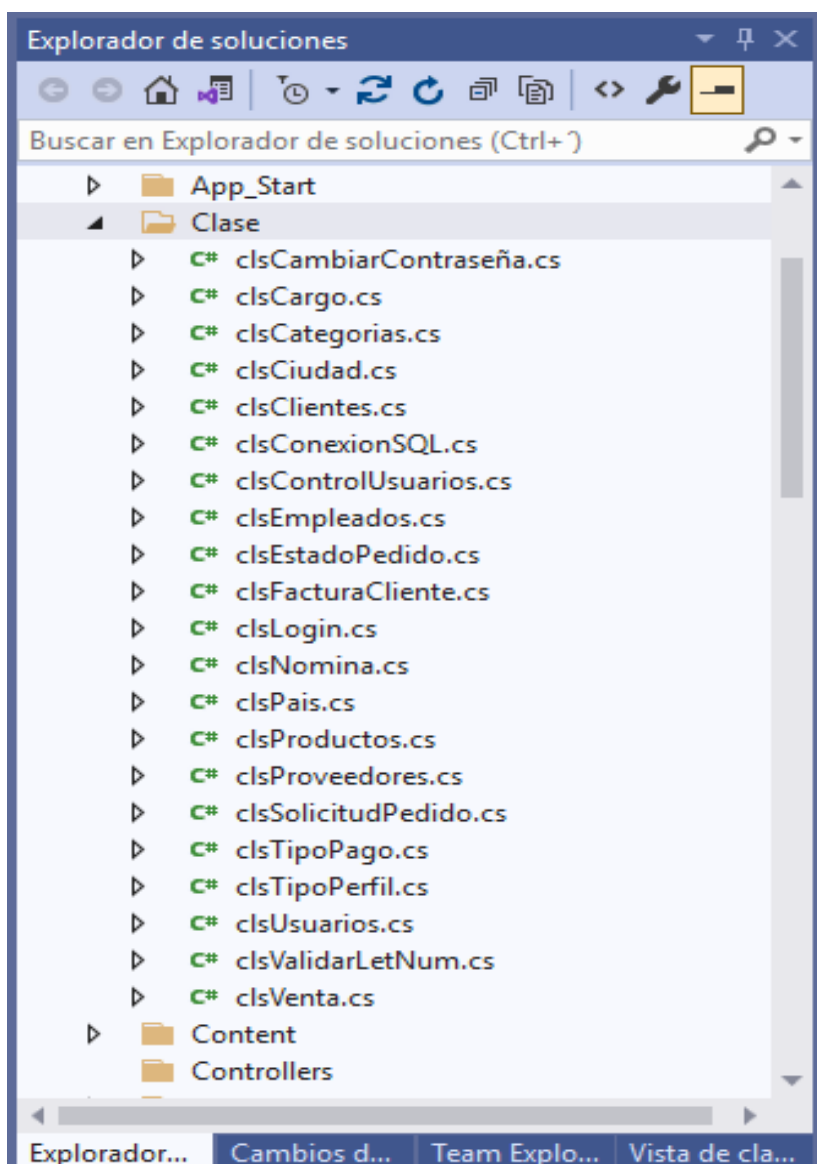 Explorador de soluciones
Buscar en Explorador de soluciones (Ctrl+´)
App_Start
Clase
C# clsCambiarContraseña.cs
C# clsCargo.cs
C# clsCategorias.cs
C# clsCiudad.cs
C# clsClientes.cs
C# clsConexionSQL.cs
C# clsControlUsuarios.cs
C# clsEmpleados.cs
C# clsEstadoPedido.cs
C# clsFacturaCliente.cs
C# clsLogin.cs
C# clsNomina.cs
C# clsPais.cs
C# clsProductos.cs
C# clsProveedores.cs
C# clsSolicitudPedido.cs
C# clsTipoPago.cs
C# clsTipoPerfil.cs
C# clsUsuarios.cs
C# clsValidarLetNum.cs
C# clsVenta.cs
Content
Controllers
Explorador... Cambios d... Team Explo... Vista de cla...